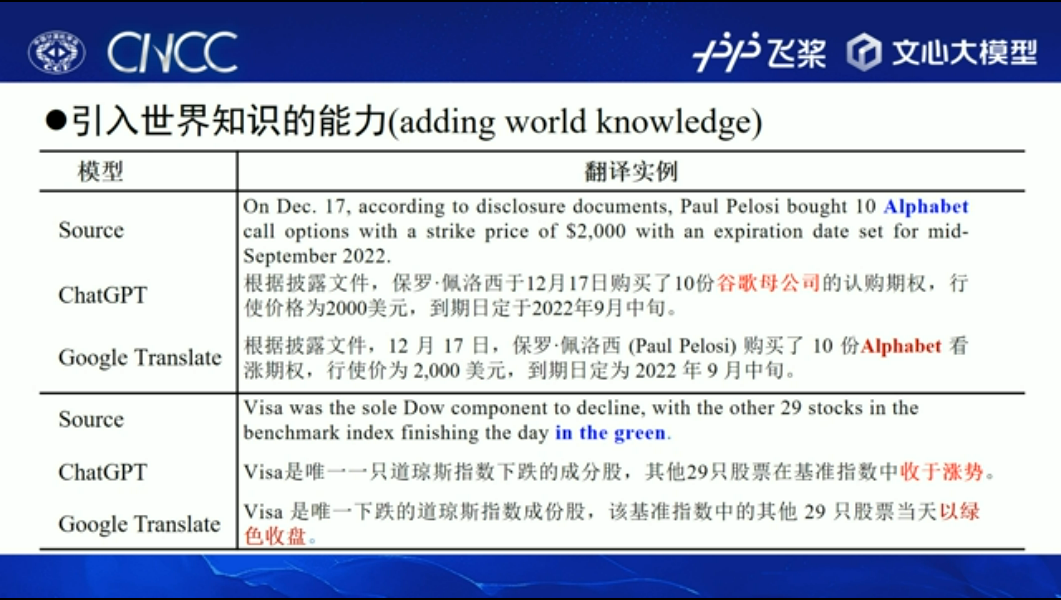 CNCC
飞桨
文心大模型
●引入世界知识的能力(adding world knowledge)
模型
翻译实例
Source
On Dec. 17, according to disclosure documents, Paul Pelosi bought 10 Alphabet
call options with a strike price of $2,000 with an expiration date set for mid-
September 2022.
ChatGPT
根据披露文件，保罗·佩洛西于12月17日购买了10份谷歌母公司的认购期权，行
使价格为2000美元，到期日定于2022年9月中旬。
Google Translate
根据披露文件，12 月 17 日，保罗·佩洛西 (Paul Pelosi) 购买了 10 份Alphabet 看
涨期权，行使价为 2,000 美元，到期日定为 2022 年 9 月中旬。
Source
Visa was the sole Dow component to decline, with the other 29 stocks in the
benchmark index finishing the day in the green.
ChatGPT
Visa是唯一一只道琼斯指数下跌的成分股，其他29只股票在基准指数中收于涨势。
Google Translate
Visa 是唯一下跌的道琼斯指数成份股，该基准指数中的其他 29 只股票当天以绿
色收盘。